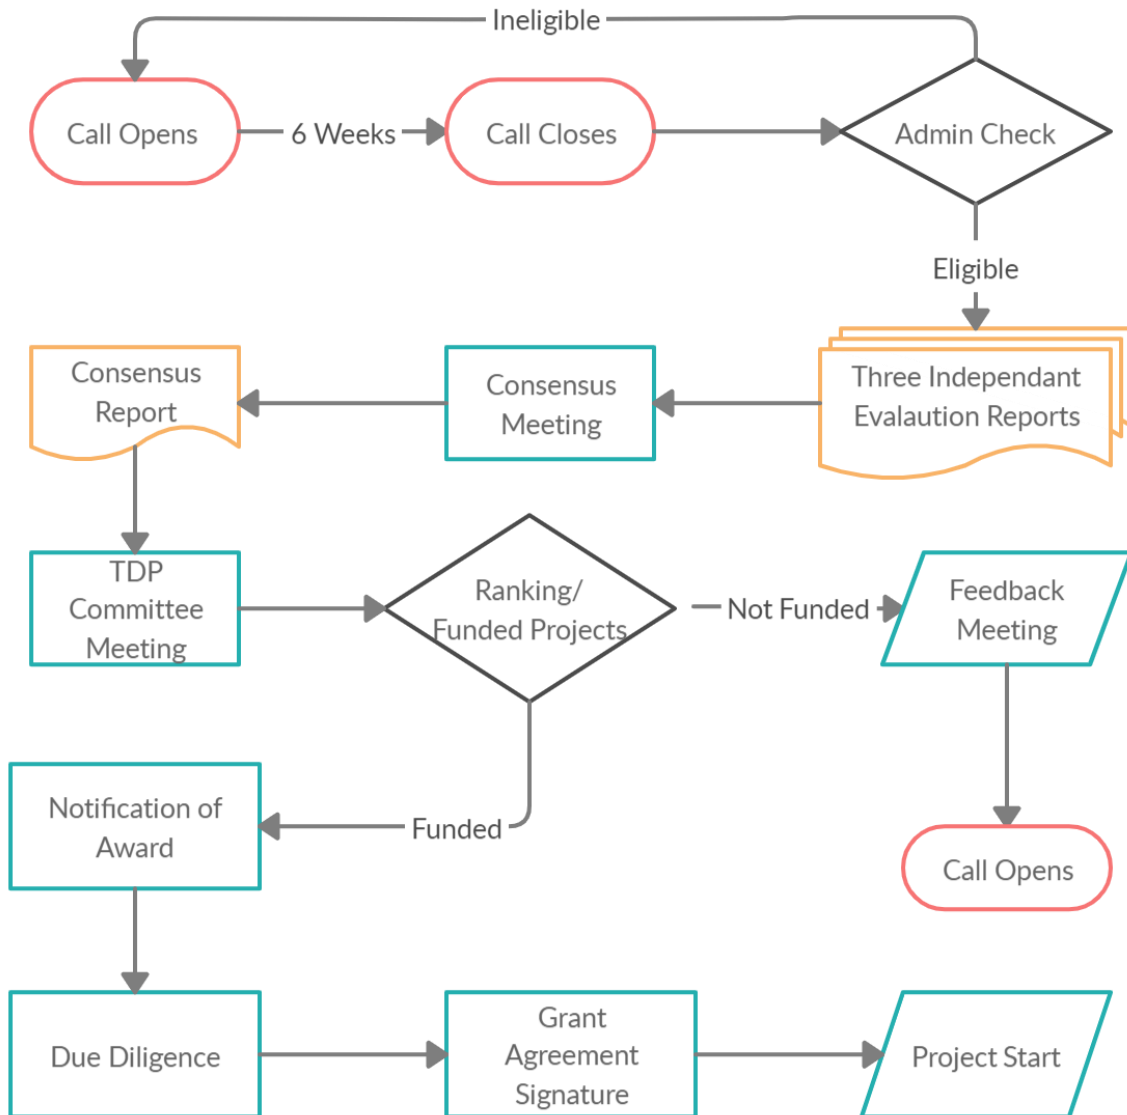 Ineligible
Call Opens
6 Weeks
Call Closes
Admin Check
Eligible
Consensus
Report
Consensus
Meeting
Three Independant
Evalaution Reports
TDP
Committee
Meeting
Ranking/
Funded Projects
Not Funded
Feedback
Meeting
Notification of
Award
Funded
Call Opens
Due Diligence
Grant
Agreement
Signature
Project Start